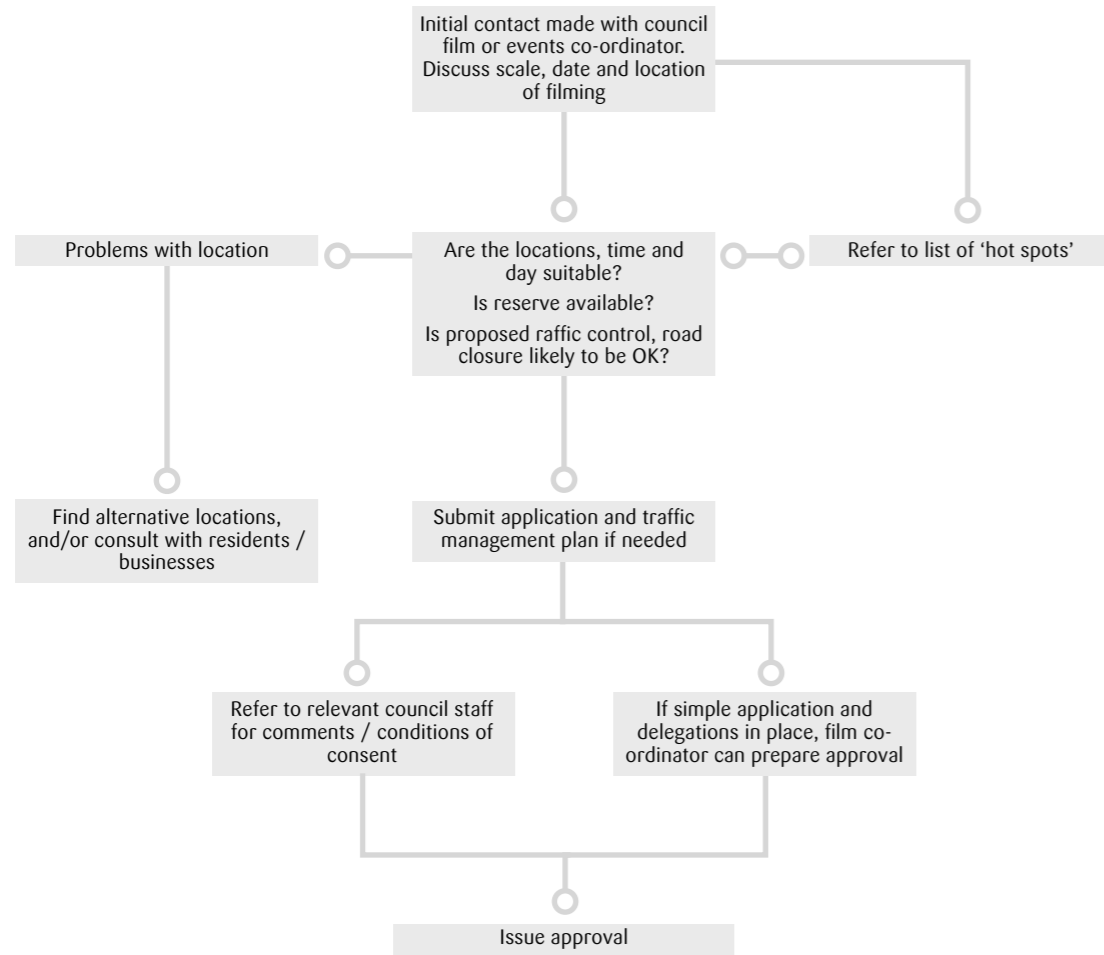 Initial contact made with council
film or events co-ordinator.
Discuss scale, date and location
of filming
Problems with location
Are the locations, time and
day suitable?
Is reserve available?
Is proposed raffic control, road
closure likely to be OK?
Refer to list of ‘hot spots’
Find alternative locations,
and/or consult with residents /
businesses
Submit application and traffic
management plan if needed
Refer to relevant council staff
for comments / conditions of
consent
If simple application and
delegations in place, film co-
ordinator can prepare approval
Issue approval